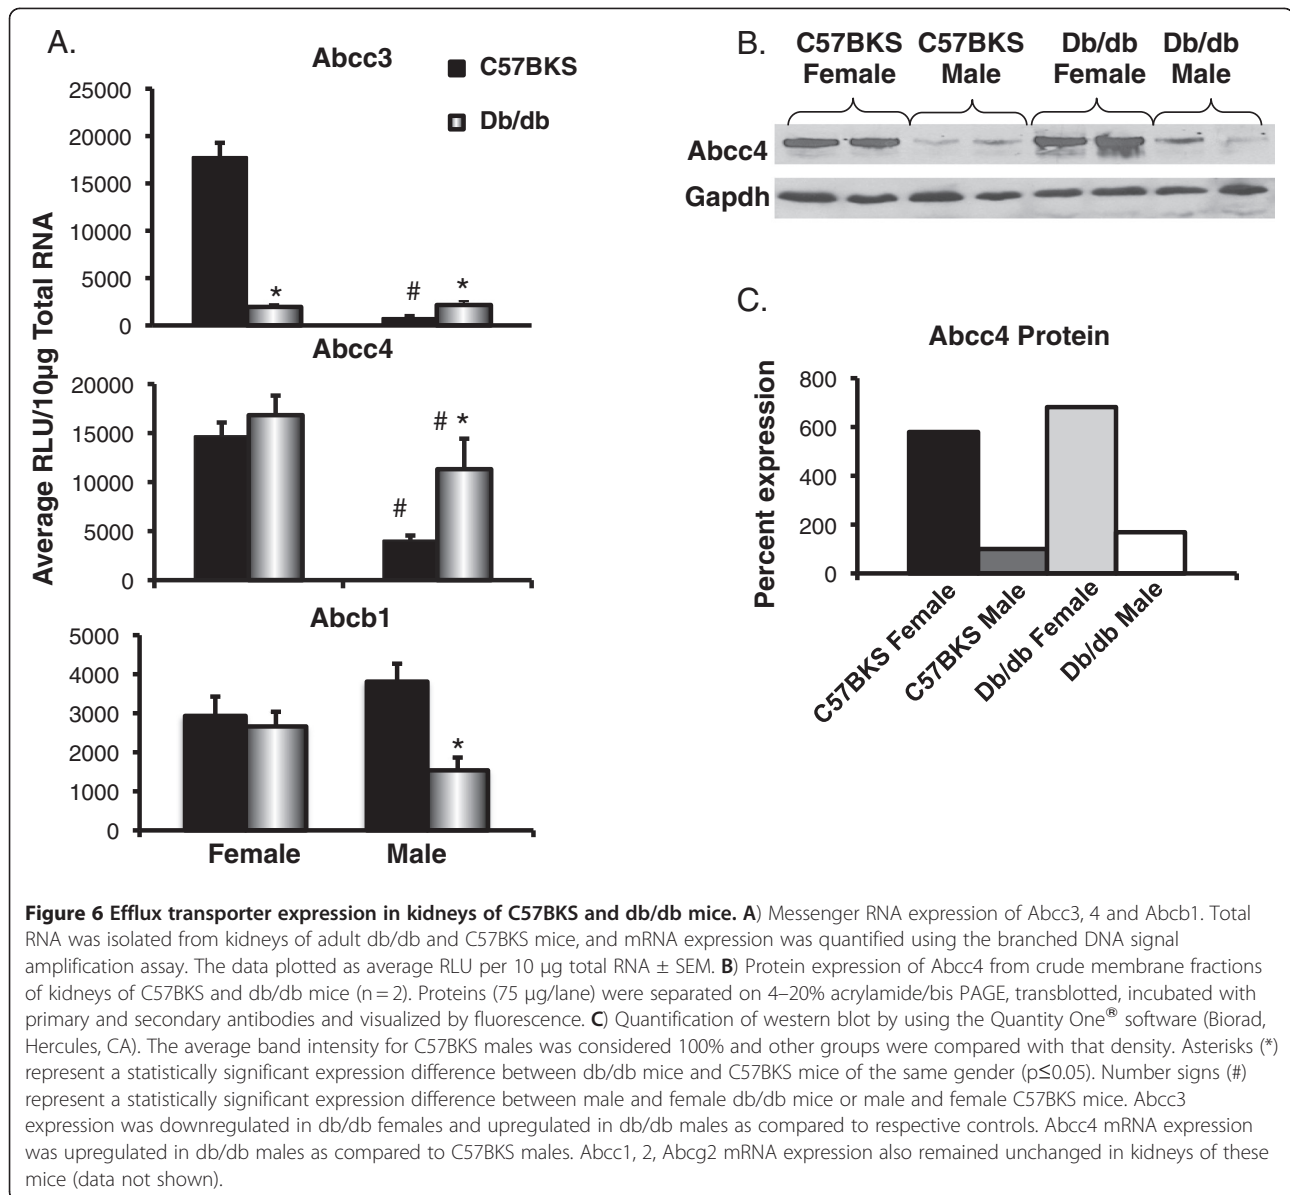 A.
Abcc3
C57BKS
Db/db
25000
20000
15000
10000
5000
0
*
#
*
Abcc4
20000
15000
10000
5000
0
#
# *
Abcb1
5000
4000
3000
2000
1000
0
*
Female Male
Average RLU/10µg Total RNA
B.
C57BKS C57BKS Db/db Db/db
Female Male Female Male
Abcc4
Gapdh
C.
Abcc4 Protein
Percent expression
800
600
400
200
0
C57BKS Female
C57BKS Male
Db/db Female
Db/db Male
Figure 6 Efflux transporter expression in kidneys of C57BKS and db/db mice. A) Messenger RNA expression of Abcc3, 4 and Abcb1. Total
RNA was isolated from kidneys of adult db/db and C57BKS mice, and mRNA expression was quantified using the branched DNA signal
amplification assay. The data plotted as average RLU per 10 µg total RNA ± SEM. B) Protein expression of Abcc4 from crude membrane fractions
of kidneys of C57BKS and db/db mice (n = 2). Proteins (75 µg/lane) were separated on 4–20% acrylamide/bis PAGE, transblotted, incubated with
primary and secondary antibodies and visualized by fluorescence. C) Quantification of western blot by using the Quantity One® software (Biorad,
Hercules, CA). The average band intensity for C57BKS males was considered 100% and other groups were compared with that density. Asterisks (*)
represent a statistically significant expression difference between db/db mice and C57BKS mice of the same gender (p≤0.05). Number signs (#)
represent a statistically significant expression difference between male and female db/db mice or male and female C57BKS mice. Abcc3
expression was downregulated in db/db females and upregulated in db/db males as compared to respective controls. Abcc4 mRNA expression
was upregulated in db/db males as compared to C57BKS males. Abcc1, 2, Abcg2 mRNA expression also remained unchanged in kidneys of these
mice (data not shown).